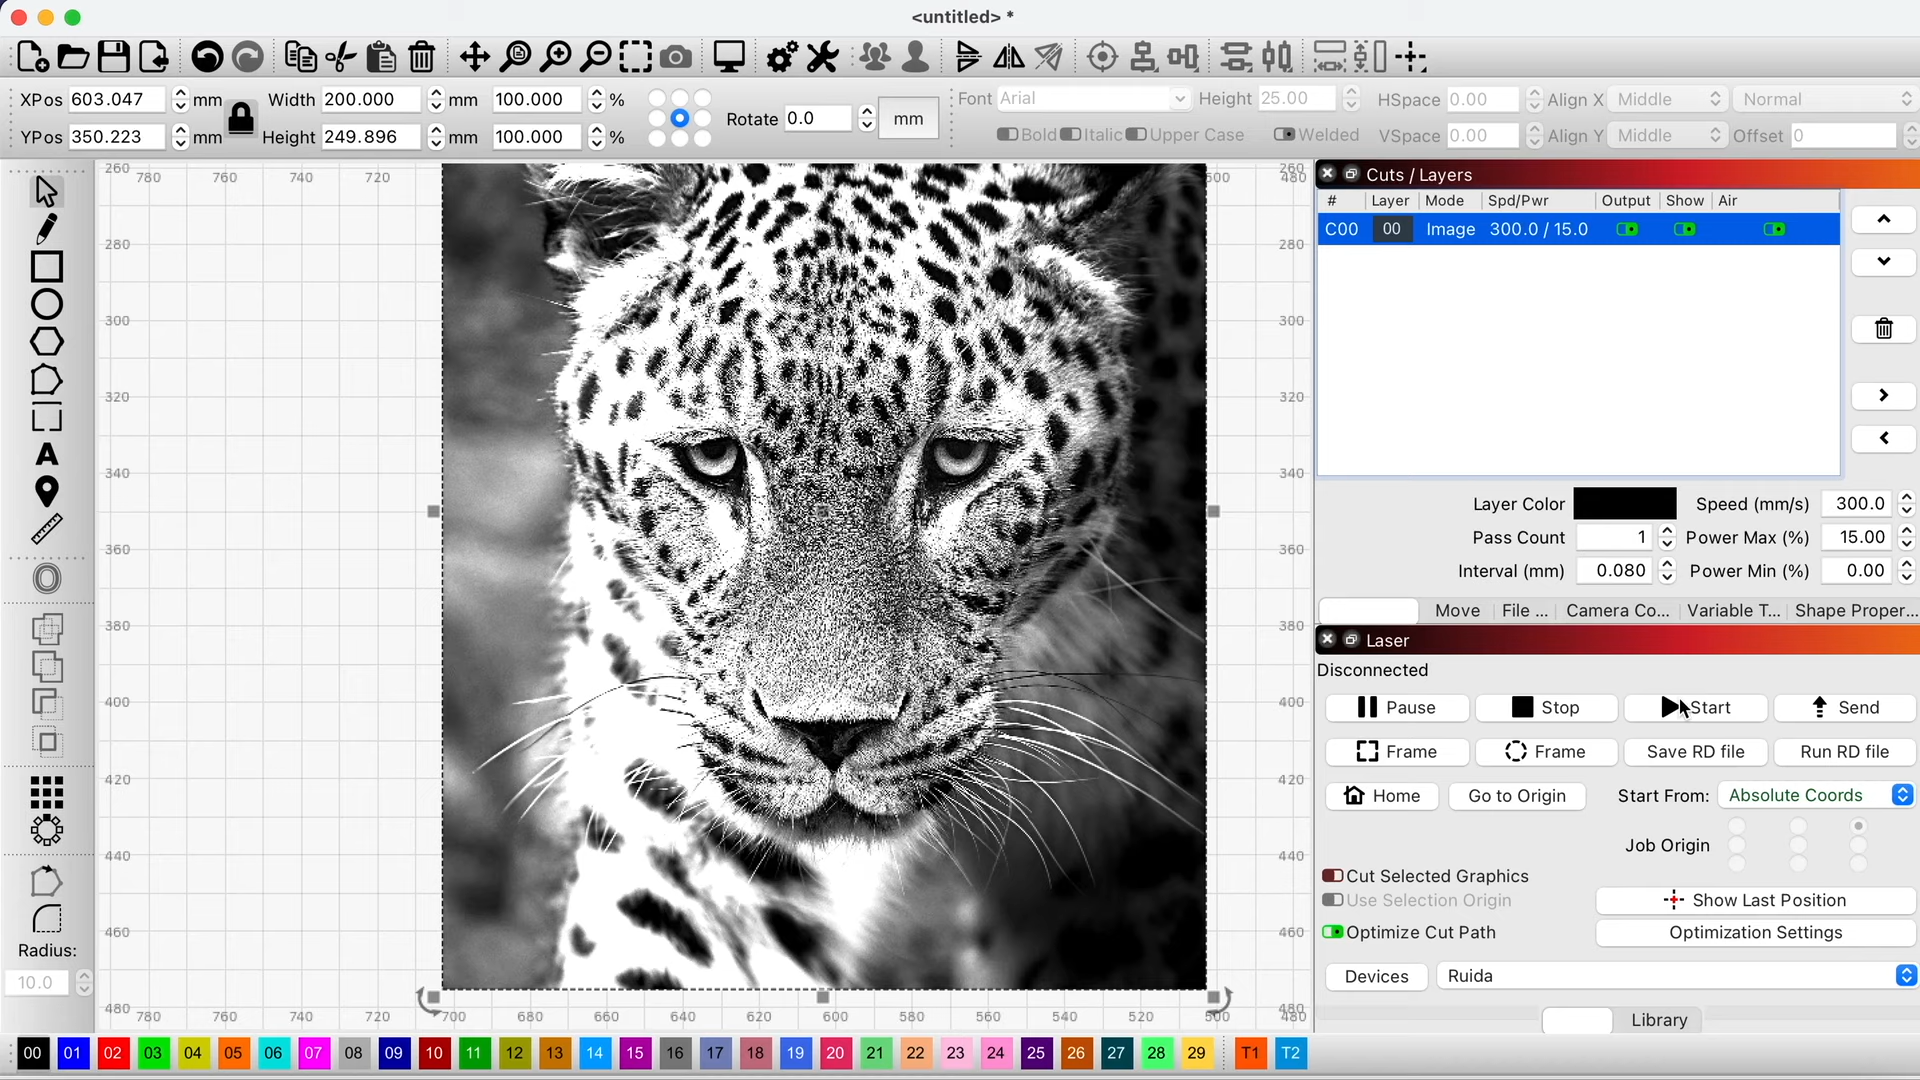 <untitled> *
XPos 603.047 mm Width 200.000 mm 100.000 % Rotate 0.0 mm Font Arial Height 25.00 HSpace 0.00 Align X Middle Normal
YPos 350.223 mm Height 249.896 mm 100.000 % Bold Italic Upper Case Welded VSpace 0.00 Align Y Middle Offset 0
260 780 760 740 720 500 260 480
280 280
300 300
320 320
340 340
360 360
380 380
400 400
420 420
440 440
460 460
480 780 760 740 720 700 680 660 640 620 600 580 560 540 520 500 480
A
Radius:
10.0
Cuts / Layers
# Layer Mode Spd/Pwr Output Show Air
C00 00 Image 300.0 / 15.0
Layer Color Speed (mm/s) 300.0
Pass Count 1 Power Max (%) 15.00
Interval (mm) 0.080 Power Min (%) 0.00
Move File ... Camera Co... Variable T... Shape Proper...
Laser
Disconnected
Pause Stop Start Send
Frame Frame Save RD file Run RD file
Home Go to Origin Start From: Absolute Coords
Job Origin
Cut Selected Graphics
Use Selection Origin Show Last Position
Optimize Cut Path Optimization Settings
Devices Ruida
Library
00 01 02 03 04 05 06 07 08 09 10 11 12 13 14 15 16 17 18 19 20 21 22 23 24 25 26 27 28 29 T1 T2